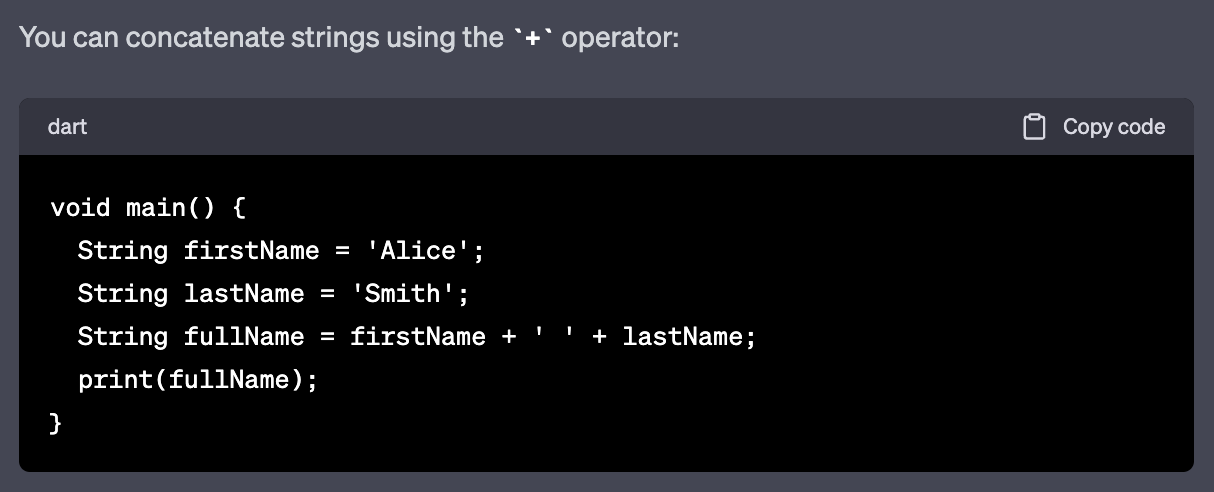 You can concatenate strings using the `+` operator:
dart
Copy code
void main() {
  String firstName = 'Alice';
  String lastName = 'Smith';
  String fullName = firstName + ' ' + lastName;
  print(fullName);
}